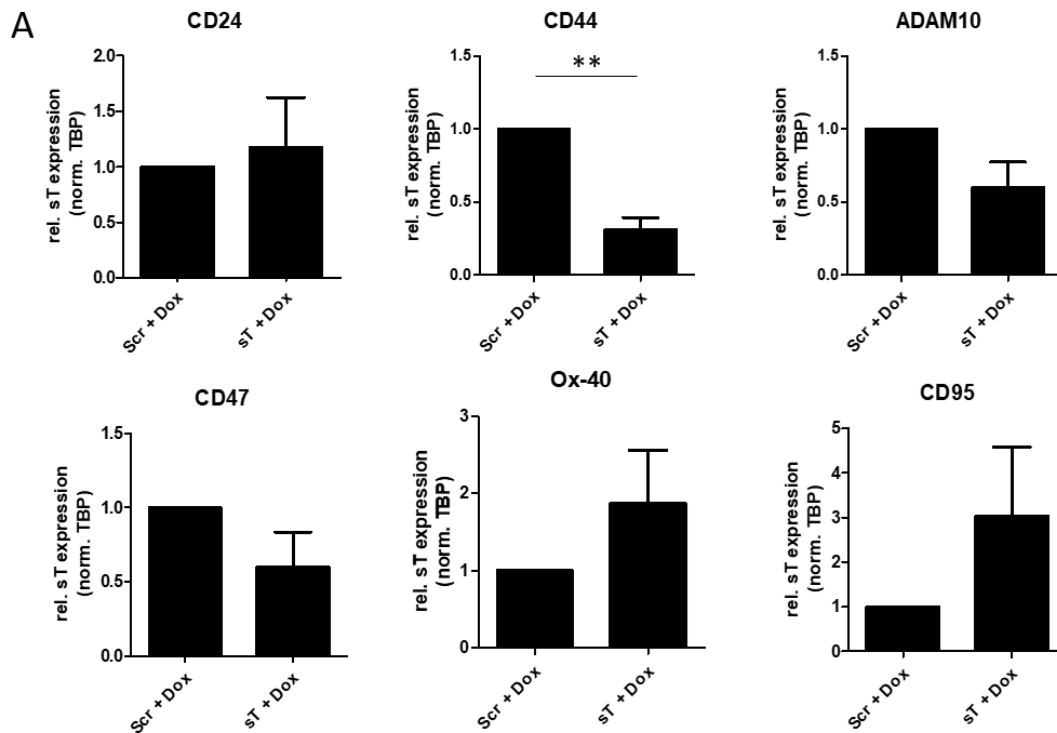 A
CD24
rel. sT expression
(norm. TBP)
2.0
1.5
1.0
0.5
0.0
Scr + Dox
sT + Dox
CD44
rel. sT expression
(norm. TBP)
1.5
1.0
0.5
0.0
**
Scr + Dox
sT + Dox
ADAM10
rel. sT expression
(norm. TBP)
1.5
1.0
0.5
0.0
Scr + Dox
sT + Dox
CD47
rel. sT expression
(norm. TBP)
1.5
1.0
0.5
0.0
Scr + Dox
sT + Dox
Ox-40
rel. sT expression
(norm. TBP)
3
2
1
0
Scr + Dox
sT + Dox
CD95
rel. sT expression
(norm. TBP)
5
4
3
2
1
0
Scr + Dox
sT + Dox